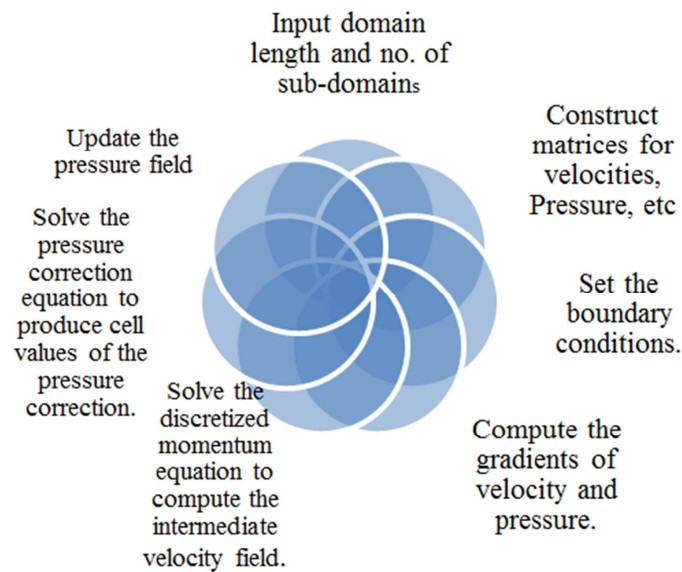 Input domain
length and no. of
sub-domains
Construct
matrices for
velocities,
Pressure, etc
Set the
boundary
conditions.
Compute the
gradients of
velocity and
pressure.
Solve the
discretized
momentum
equation to
compute the
intermediate
velocity field.
Solve the
pressure
correction
equation to
produce cell
values of the
pressure
correction.
Update the
pressure field